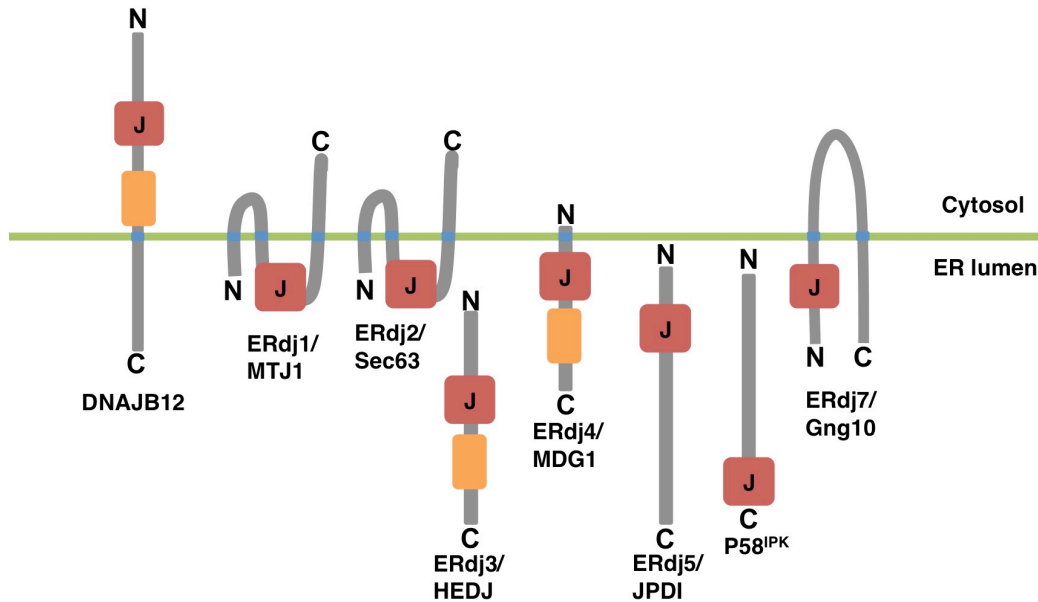 N
J
C
DNAJB12
C
N
J
ERdj1/
MTJ1
C
N
J
ERdj2/
Sec63
N
J
C
ERdj3/
HEDJ
N
J
C
ERdj4/
MDG1
N
J
C
ERdj5/
JPDI
N
J
C
P58IPK
J
N
C
ERdj7/
Gng10
Cytosol
ER lumen